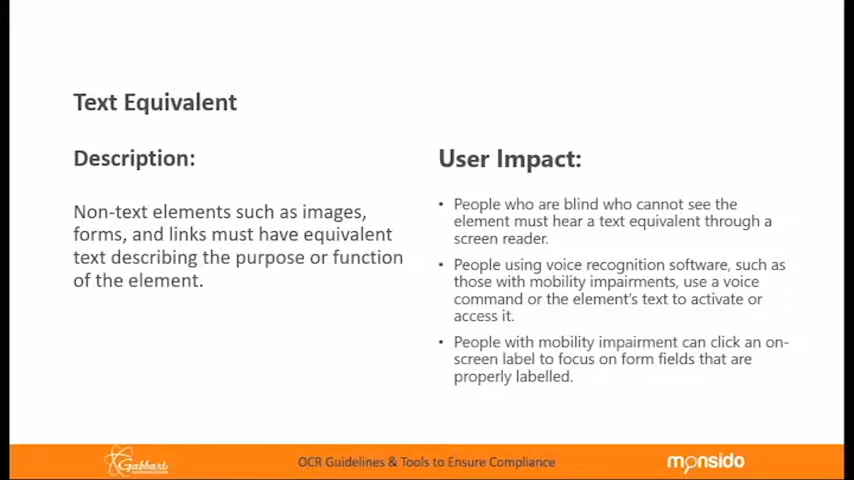 Text Equivalent
Description:
Non-text elements such as images,
forms, and links must have equivalent
text describing the purpose or function
of the element.
User Impact:
• People who are blind who cannot see the
element must hear a text equivalent through a
screen reader.
• People using voice recognition software, such as
those with mobility impairments, use a voice
command or the element's text to activate or
access it.
• People with mobility impairment can click an on-
screen label to focus on form fields that are
properly labelled.
Gabbart
OCR Guidelines & Tools to Ensure Compliance
monsido